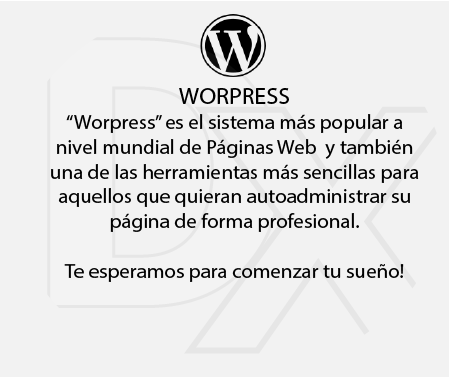 WORPRESS
“Worpress” es el sistema más popular a
nivel mundial de Páginas Web  y también
una de las herramientas más sencillas para
aquellos que quieran autoadministrar su
página de forma profesional.
Te esperamos para comenzar tu sueño!
DX